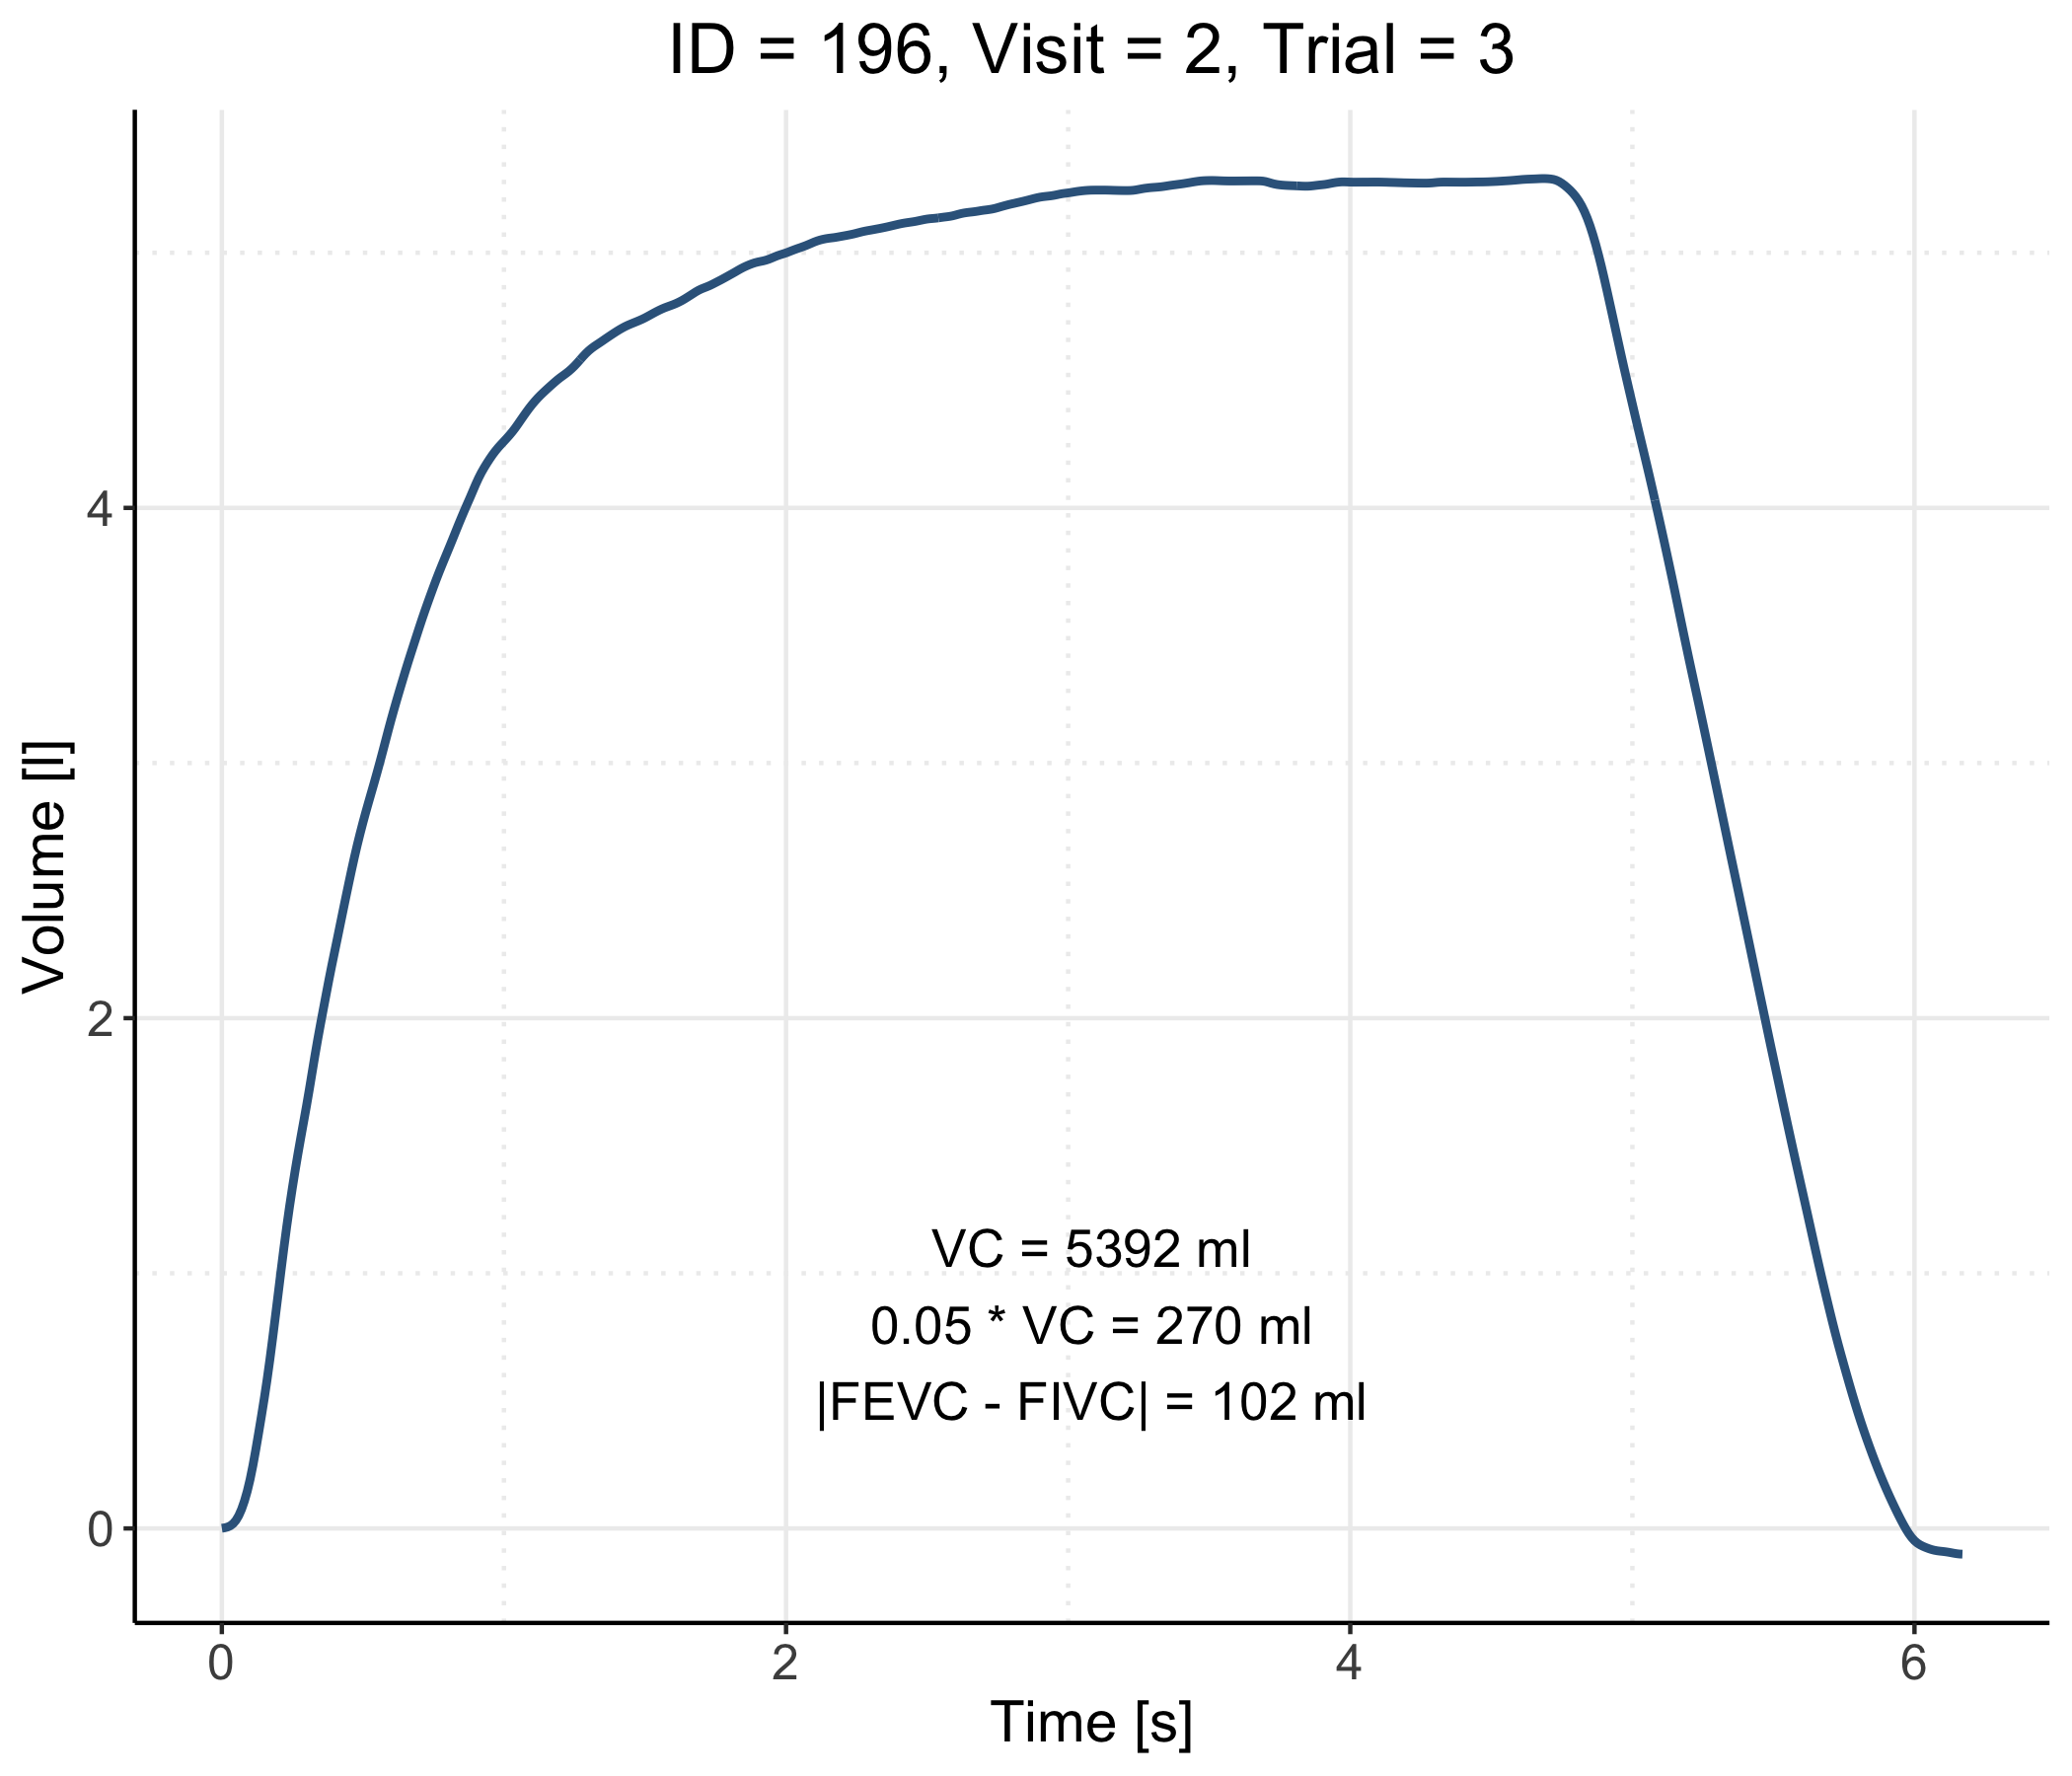 ID = 196, Visit = 2, Trial = 3
Volume [l]
4
2
0
VC = 5392 ml
0.05 * VC = 270 ml
|FEVC - FIVC| = 102 ml
0 2 4 6
Time [s]